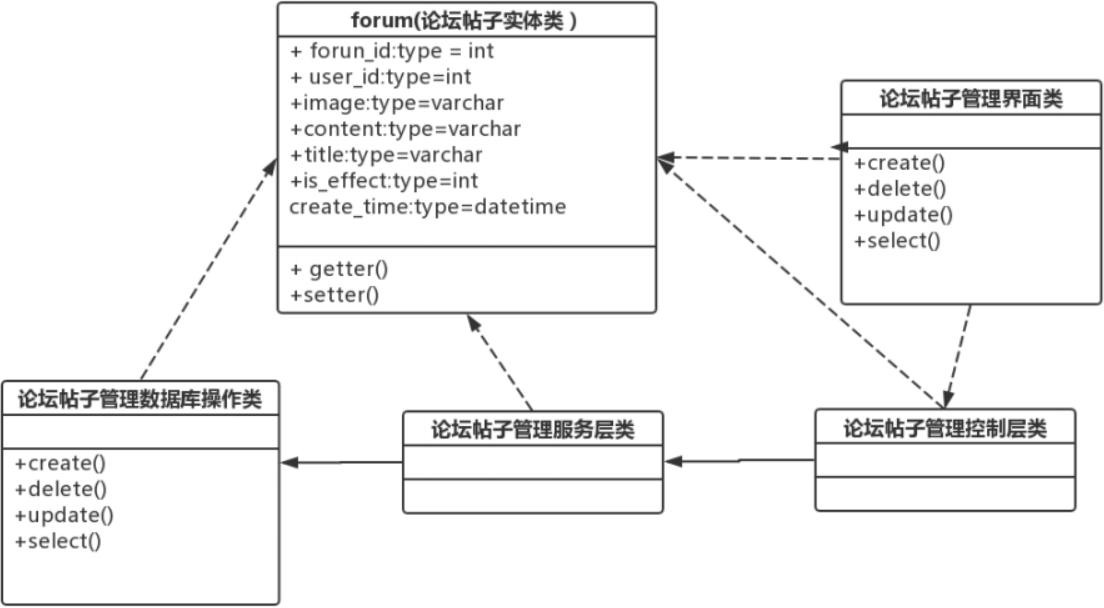 forum(论坛帖子实体类 )
+ forun_id:type = int
+ user_id:type=int
+image:type=varchar
+content:type=varchar
+title:type=varchar
+is_effect:type=int
create_time:type=datetime
+ getter()
+setter()
论坛帖子管理界面类
+create()
+delete()
+update()
+select()
论坛帖子管理数据库操作类
+create()
+delete()
+update()
+select()
论坛帖子管理服务层类
论坛帖子管理控制层类